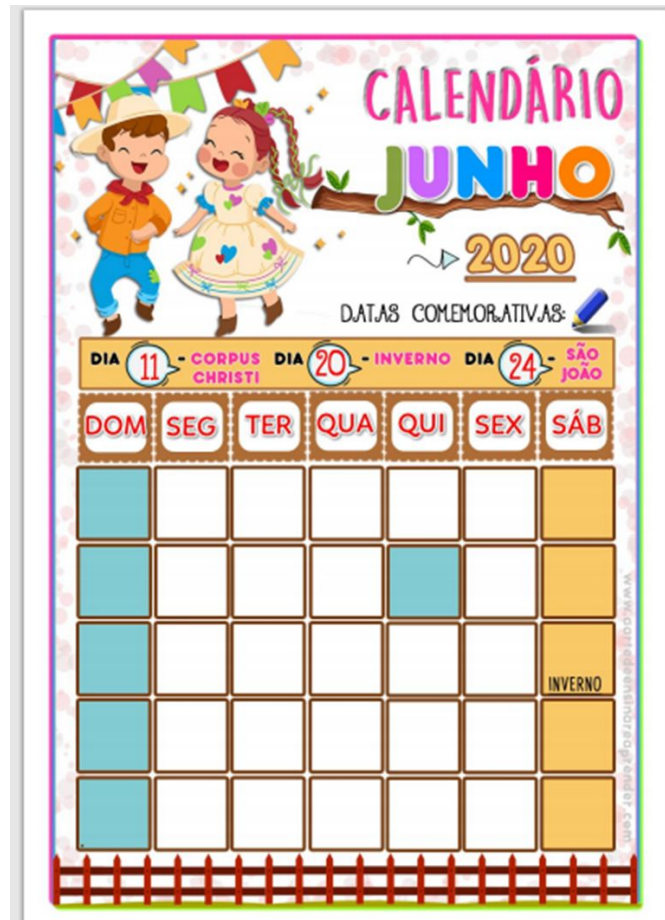 CALENDÁRIO
JUNHO
2020
DATAS COMEMORATIVAS:
DIA 11 - CORPUS CHRISTI DIA 20 - INVERNO DIA 24 - SÃO JOÃO
DOM SEG TER QUA QUI SEX SÁB
INVERNO